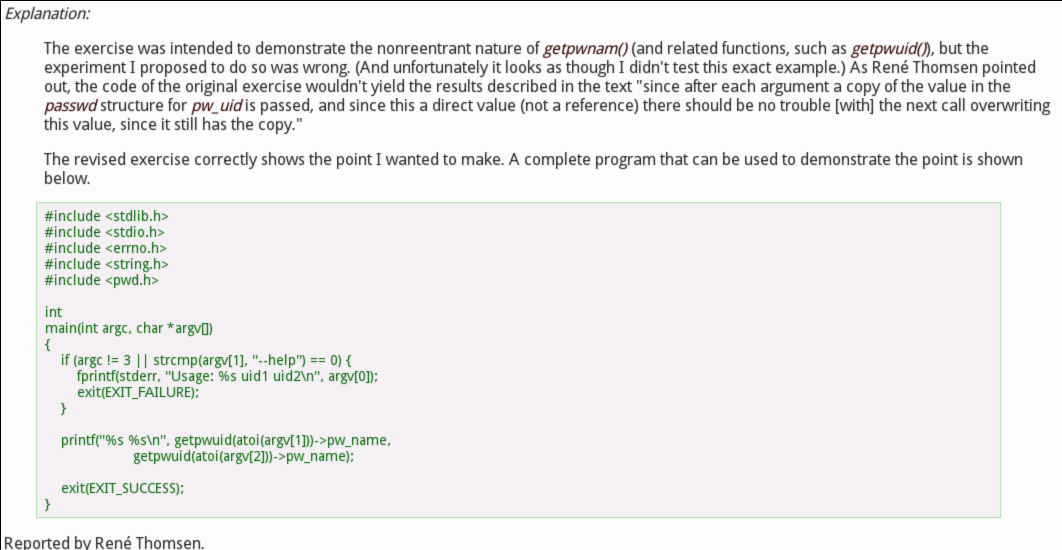 Explanation:
The exercise was intended to demonstrate the nonreentrant nature of getpwnam() (and related functions, such as getpwuid()), but the
experiment I proposed to do so was wrong. (And unfortunately it looks as though I didn't test this exact example.) As René Thomsen pointed
out, the code of the original exercise wouldn't yield the results described in the text "since after each argument a copy of the value in the
passwd structure for pw_uid is passed, and since this a direct value (not a reference) there should be no trouble [with] the next call overwriting
this value, since it still has the copy."
The revised exercise correctly shows the point I wanted to make. A complete program that can be used to demonstrate the point is shown
below.
#include <stdlib.h>
#include <stdio.h>
#include <errno.h>
#include <string.h>
#include <pwd.h>
int
main(int argc, char *argv[])
{
if (argc != 3 || strcmp(argv[1], "--help") == 0) {
fprintf(stderr, "Usage: %s uid1 uid2\n", argv[0]);
exit(EXIT_FAILURE);
}
printf("%s %s\n", getpwuid(atoi(argv[1]))->pw_name,
getpwuid(atoi(argv[2]))->pw_name);
exit(EXIT_SUCCESS);
}
Reported by René Thomsen.